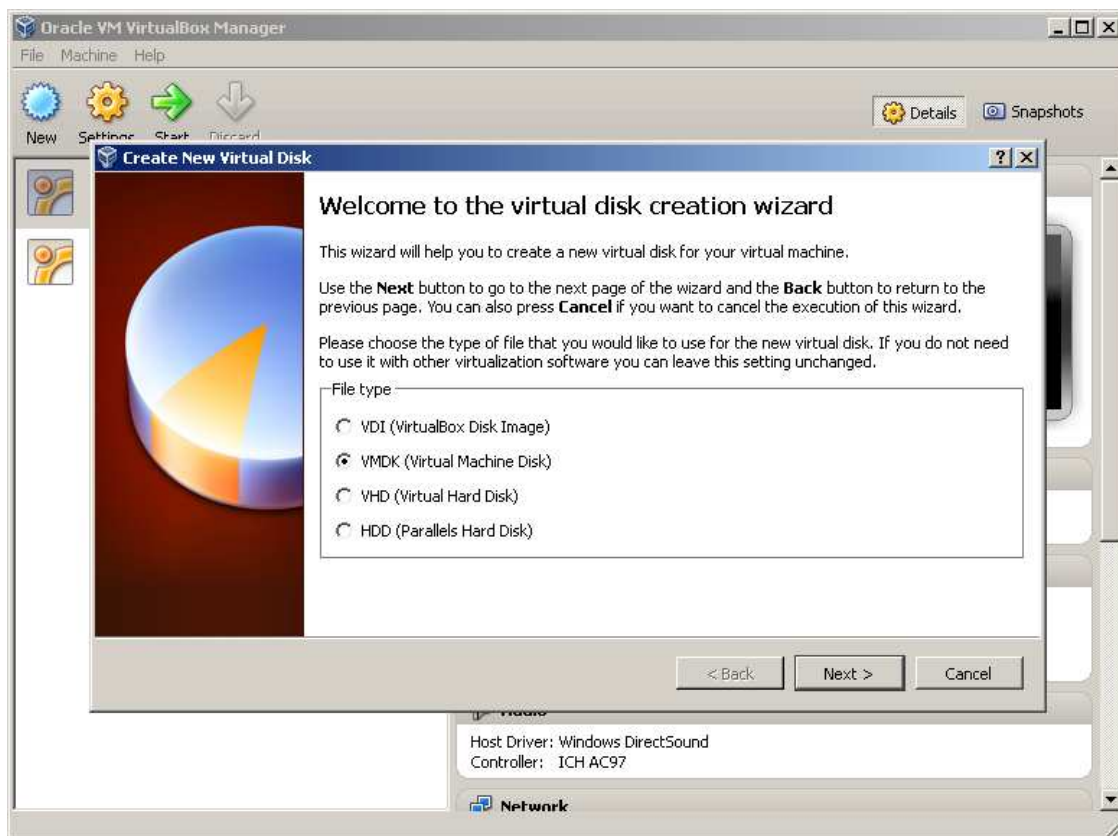 Oracle VM VirtualBox Manager
File Machine Help
New Settings Start Discard
Details Snapshots
Create New Virtual Disk
Welcome to the virtual disk creation wizard
This wizard will help you to create a new virtual disk for your virtual machine.
Use the Next button to go to the next page of the wizard and the Back button to return to the
previous page. You can also press Cancel if you want to cancel the execution of this wizard.
Please choose the type of file that you would like to use for the new virtual disk. If you do not need
to use it with other virtualization software you can leave this setting unchanged.
File type
VDI (VirtualBox Disk Image)
VMDK (Virtual Machine Disk)
VHD (Virtual Hard Disk)
HDD (Parallels Hard Disk)
< Back Next > Cancel
Audio
Host Driver: Windows DirectSound
Controller: ICH AC97
Network